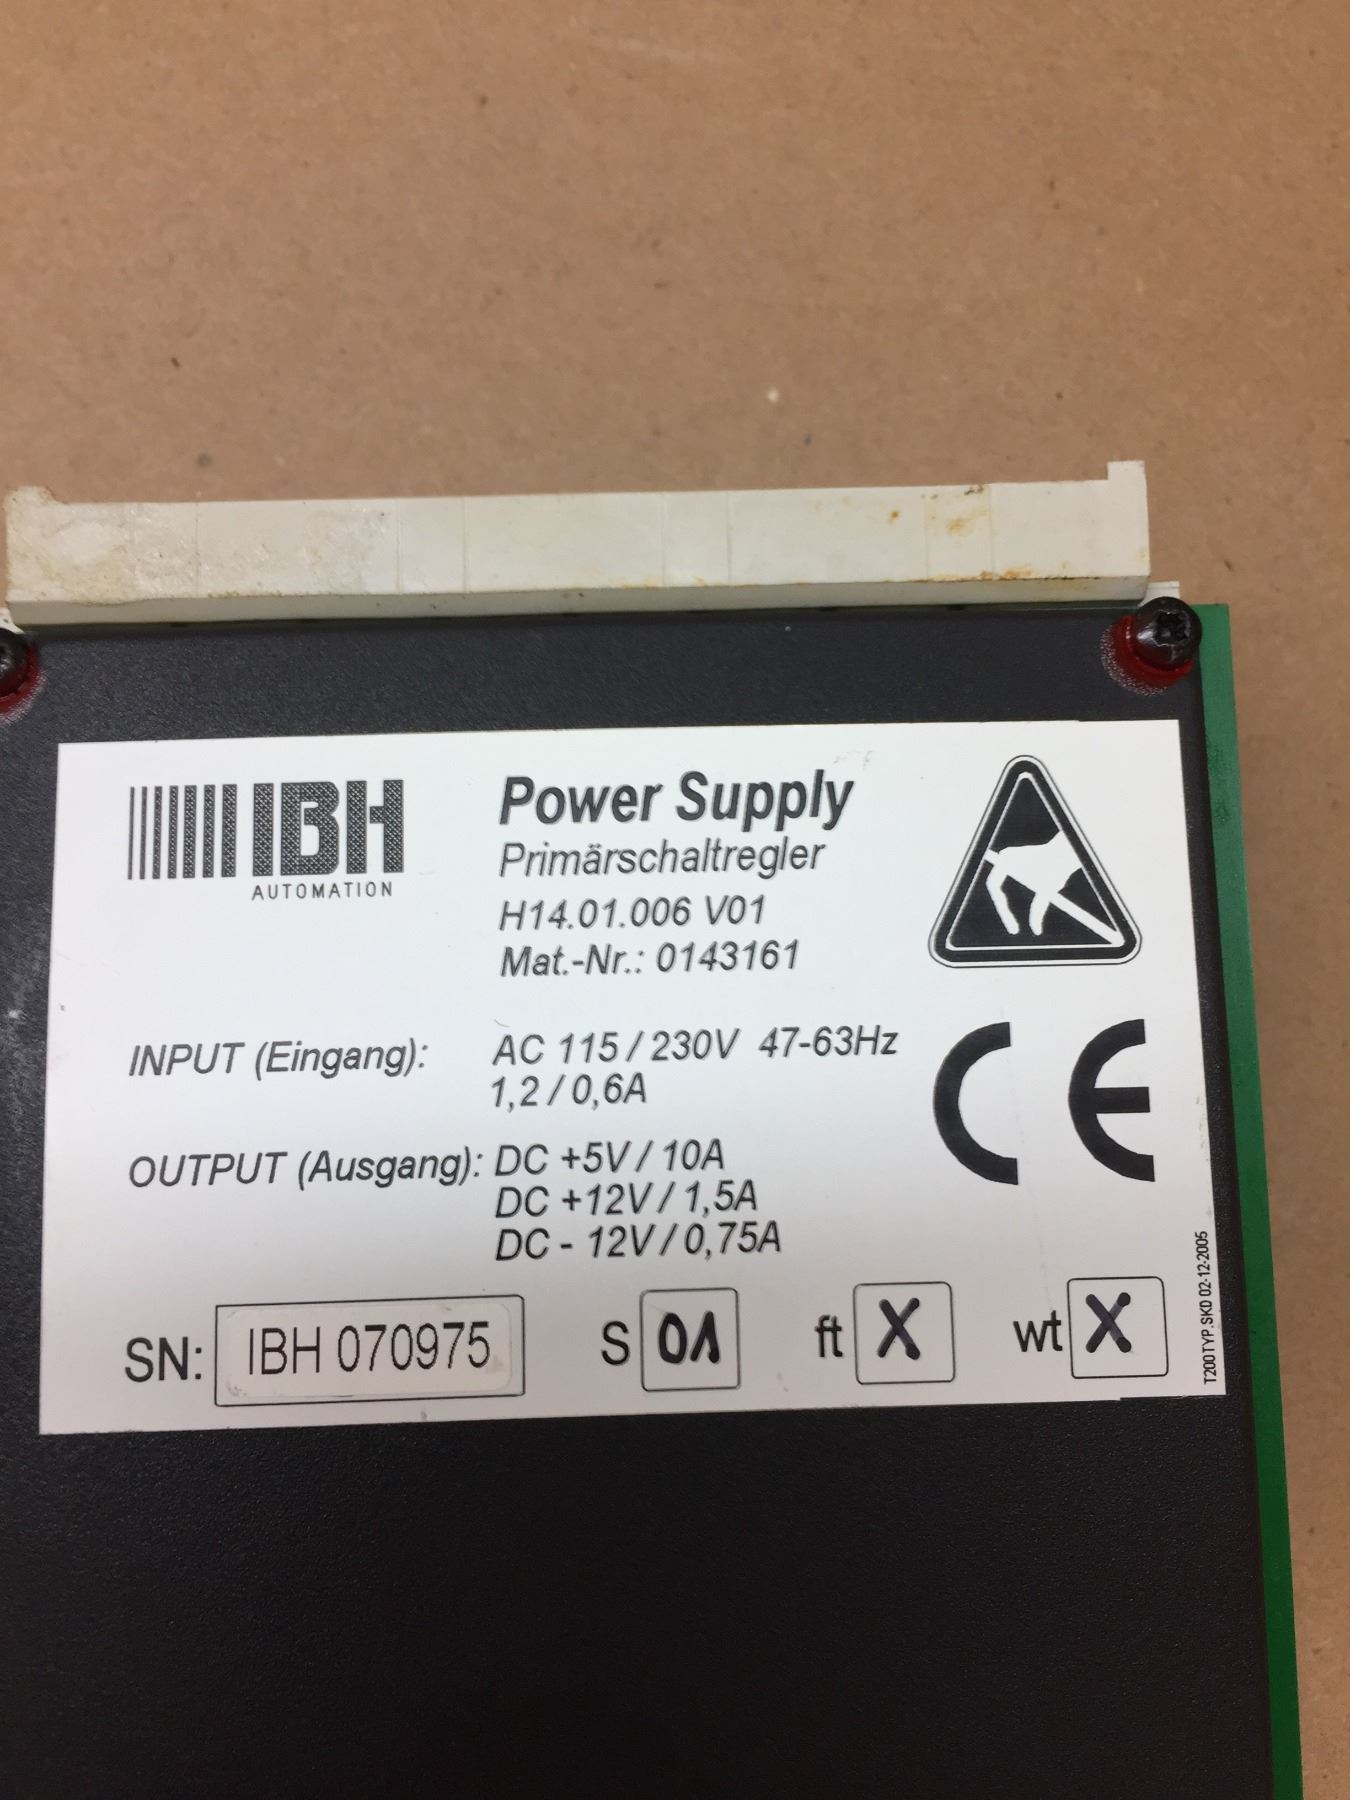 IBH
AUTOMATION
Power Supply
Primärschaltregler
H14.01.006 V01
Mat.-Nr.: 0143161
INPUT (Eingang): AC 115 / 230V 47-63Hz
1,2 / 0,6A
OUTPUT (Ausgang): DC +5V / 10A
DC +12V / 1,5A
DC - 12V / 0,75A
CE
SN: IBH 070975 S 01 ft X wt X
T200TYP.SKD 02-12-2005